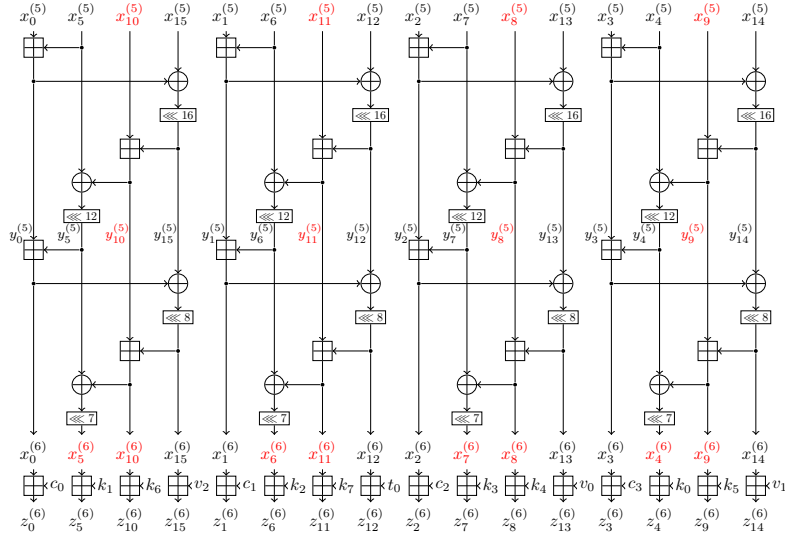 x_0^{(5)} x_5^{(5)} x_{10}^{(5)} x_{15}^{(5)} x_1^{(5)} x_6^{(5)} x_{11}^{(5)} x_{12}^{(5)} x_2^{(5)} x_7^{(5)} x_8^{(5)} x_{13}^{(5)} x_3^{(5)} x_4^{(5)} x_9^{(5)} x_{14}^{(5)}
⋘ 16 ⋘ 16 ⋘ 16 ⋘ 16
⋘ 12 ⋘ 12 ⋘ 12 ⋘ 12
y_0^{(5)} y_5^{(5)} y_{10}^{(5)} y_{15}^{(5)} y_1^{(5)} y_6^{(5)} y_{11}^{(5)} y_{12}^{(5)} y_2^{(5)} y_7^{(5)} y_8^{(5)} y_{13}^{(5)} y_3^{(5)} y_4^{(5)} y_9^{(5)} y_{14}^{(5)}
⋘ 8 ⋘ 8 ⋘ 8 ⋘ 8
⋘ 7 ⋘ 7 ⋘ 7 ⋘ 7
x_0^{(6)} x_5^{(6)} x_{10}^{(6)} x_{15}^{(6)} x_1^{(6)} x_6^{(6)} x_{11}^{(6)} x_{12}^{(6)} x_2^{(6)} x_7^{(6)} x_8^{(6)} x_{13}^{(6)} x_3^{(6)} x_4^{(6)} x_9^{(6)} x_{14}^{(6)}
c_0 k_1 k_6 v_2 c_1 k_2 k_7 t_0 c_2 k_3 k_4 v_0 c_3 k_0 k_5 v_1
z_0^{(6)} z_5^{(6)} z_{10}^{(6)} z_{15}^{(6)} z_1^{(6)} z_6^{(6)} z_{11}^{(6)} z_{12}^{(6)} z_2^{(6)} z_7^{(6)} z_8^{(6)} z_{13}^{(6)} z_3^{(6)} z_4^{(6)} z_9^{(6)} z_{14}^{(6)}